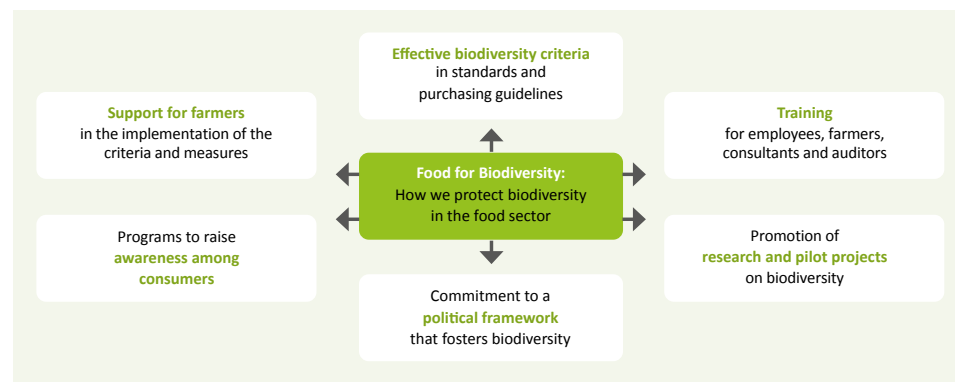 Effective biodiversity criteria
in standards and
purchasing guidelines
Support for farmers
in the implementation of the
criteria and measures
Training
for employees, farmers,
consultants and auditors
Food for Biodiversity:
How we protect biodiversity
in the food sector
Programs to raise
awareness among
consumers
Promotion of
research and pilot projects
on biodiversity
Commitment to a
political framework
that fosters biodiversity